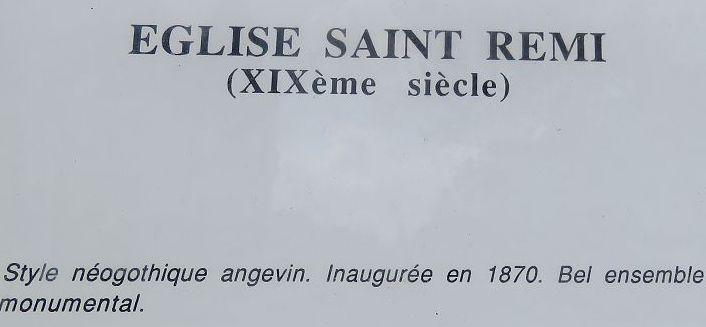 EGLISE SAINT REMI
(XIXème siècle)
Style néogothique angevin. Inaugurée en 1870. Bel ensemble
monumental.